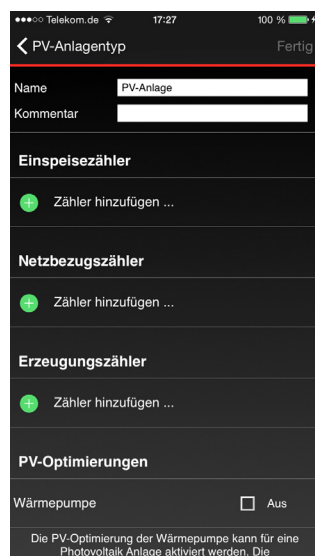 Telekom.de 17:27 100 %
PV-Anlagentyp Fertig
Name PV-Anlage
Kommentar
Einspeisezähler
Zähler hinzufügen ...
Netzbezugszähler
Zähler hinzufügen ...
Erzeugungszähler
Zähler hinzufügen ...
PV-Optimierungen
Wärmepumpe Aus
Die PV-Optimierung der Wärmepumpe kann für eine
Photovoltaik Anlage aktiviert werden. Die